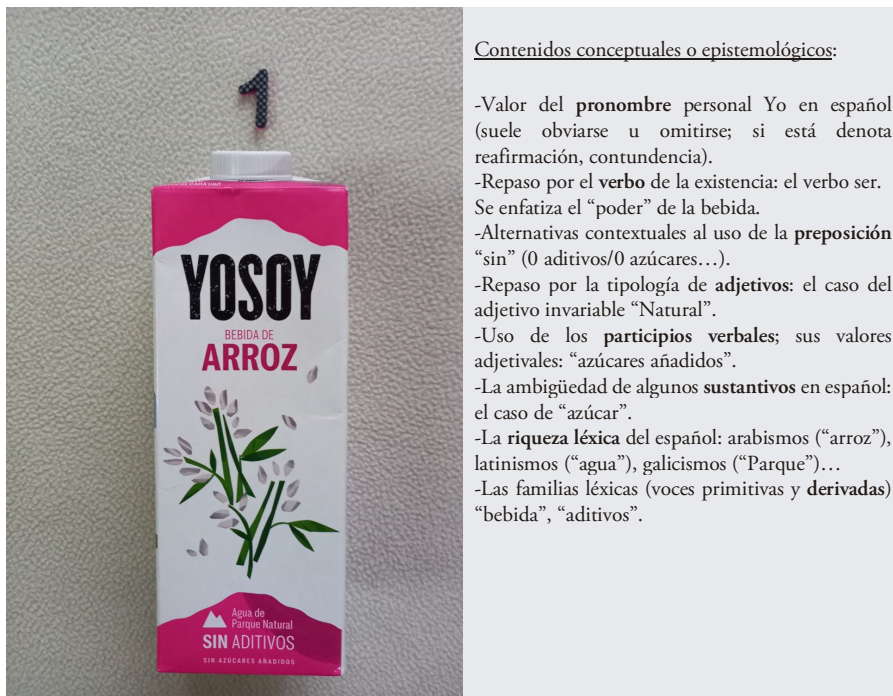 1
YOSOY
BEBIDA DE
ARROZ
Agua de
Parque Natural
SIN ADITIVOS
SIN AZÚCARES AÑADIDOS
Contenidos conceptuales o epistemológicos:
-Valor del pronombre personal Yo en español
(suele obviarse u omitirse; si está denota
reafirmación, contundencia).
-Repaso por el verbo de la existencia: el verbo ser.
Se enfatiza el “poder” de la bebida.
-Alternativas contextuales al uso de la preposición
“sin” (0 aditivos/0 azúcares…).
-Repaso por la tipología de adjetivos: el caso del
adjetivo invariable “Natural”.
-Uso de los participios verbales; sus valores
adjetivales: “azúcares añadidos”.
-La ambigüedad de algunos sustantivos en español:
el caso de “azúcar”.
-La riqueza léxica del español: arabismos (“arroz”),
latinismos (“agua”), galicismos (“Parque”)…
-Las familias léxicas (voces primitivas y derivadas)
“bebida”, “aditivos”.